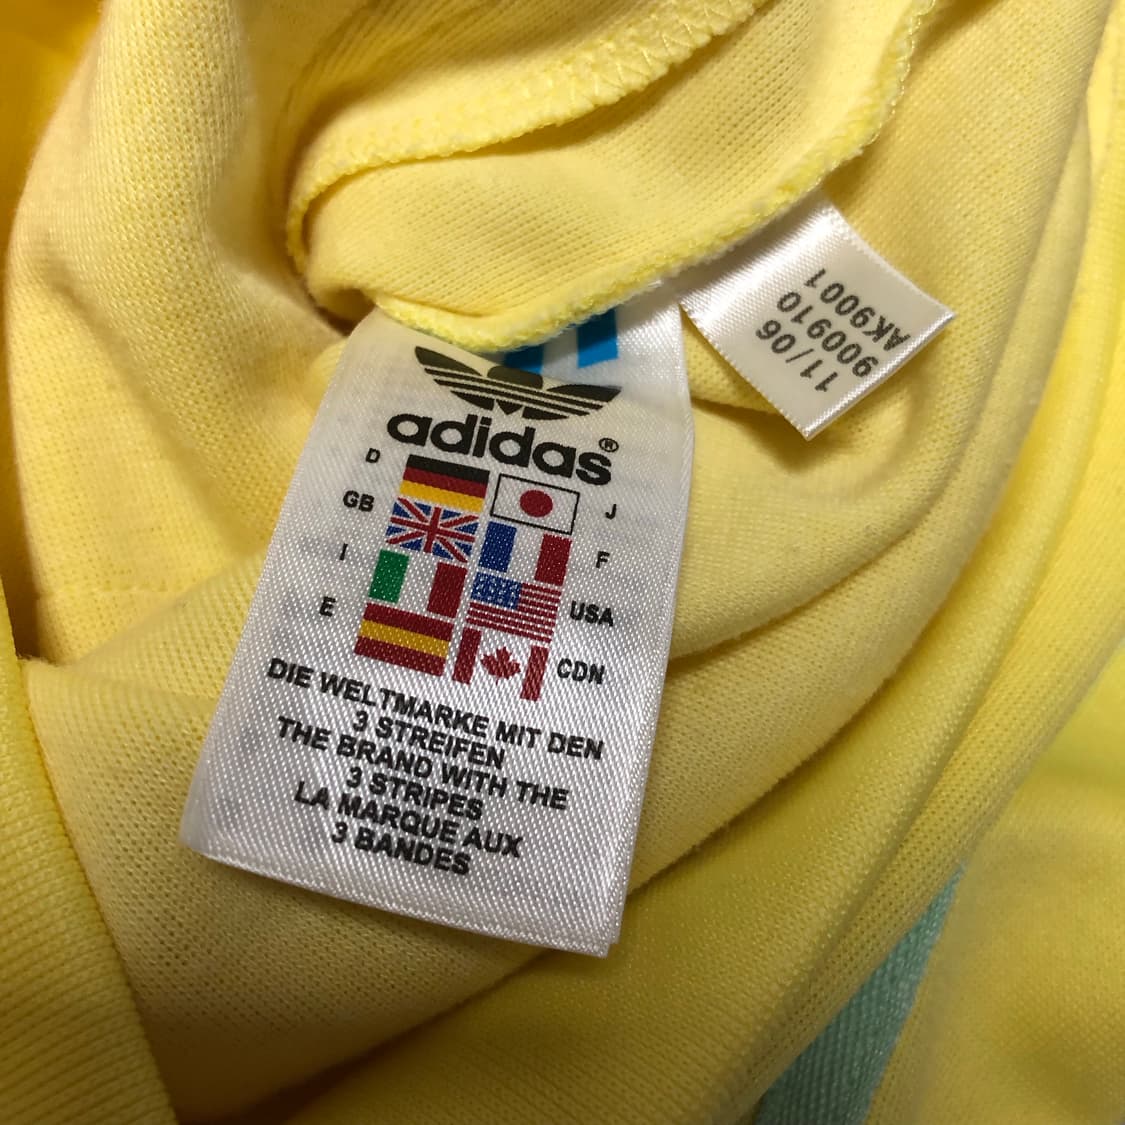 adidas®
D
J
GB
F
I
USA
E
CDN
DIE WELTMARKE MIT DEN
3 STREIFEN
THE BRAND WITH THE
3 STRIPES
LA MARQUE AUX
3 BANDES
11/06
900910
AK9001